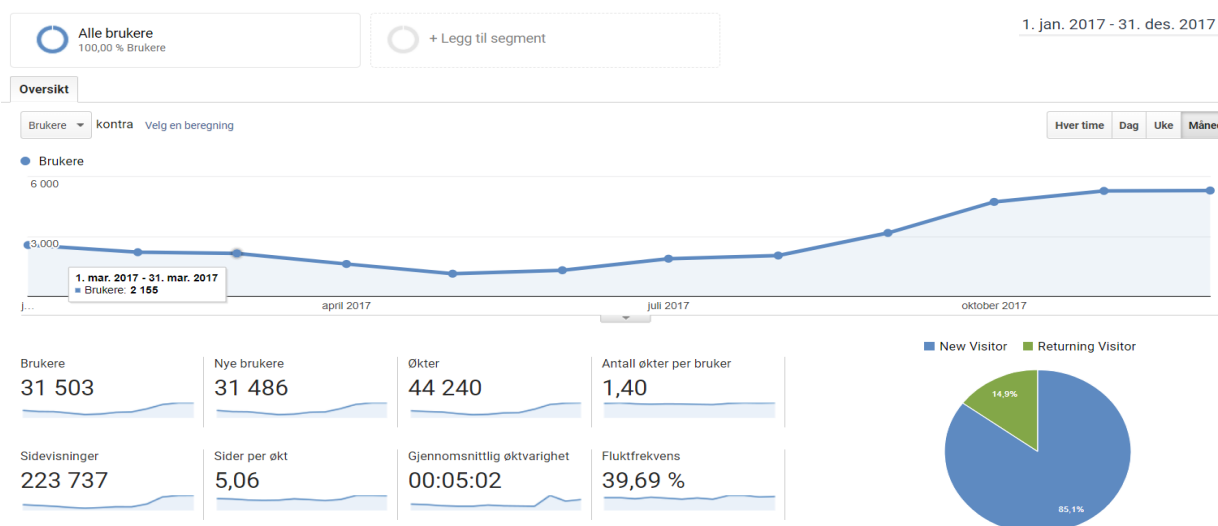 Alle brukere
100,00 % Brukere
+ Legg til segment
1. jan. 2017 - 31. des. 2017
Oversikt
Brukere kontra Velg en beregning
Hver time Dag Uke Måned
Brukere
6 000
3,000
1. mar. 2017 - 31. mar. 2017
Brukere: 2 155
j... april 2017 juli 2017 oktober 2017
New Visitor Returning Visitor
Brukere Nye brukere Økter Antall økter per bruker
31 503 31 486 44 240 1,40
14,9%
Sidevisninger Sider per økt Gjennomsnittlig øktvarighet Fluktfrekvens
223 737 5,06 00:05:02 39,69 %
85,1%